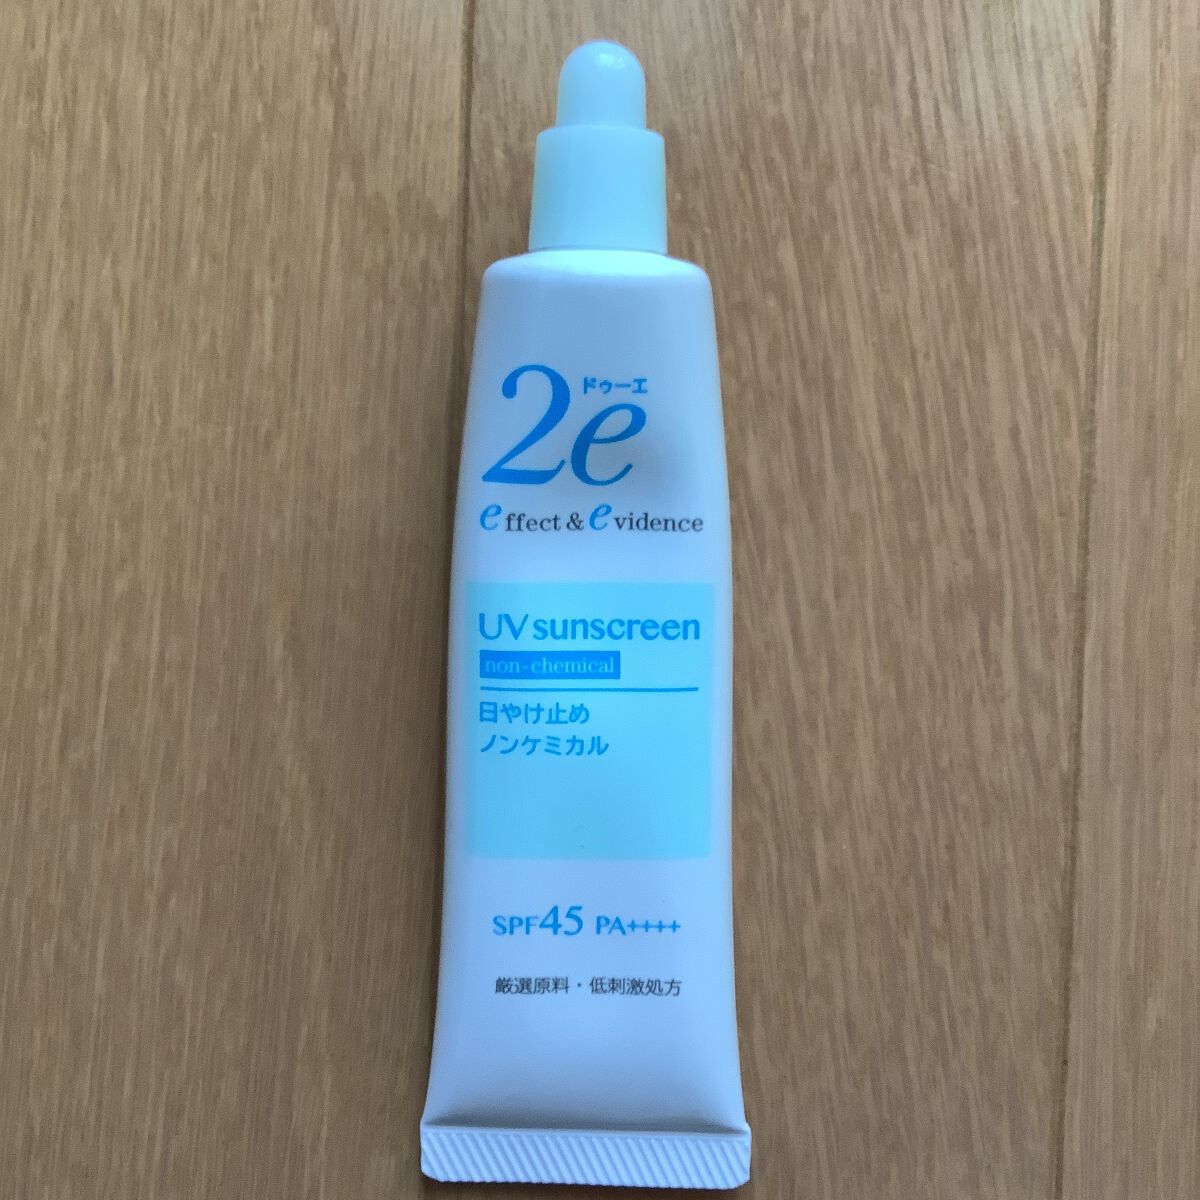 ドゥーエ
2e
effect & evidence
UV sunscreen
non-chemical
日やけ止め
ノンケミカル
SPF45 PA++++
厳選原料・低刺激処方